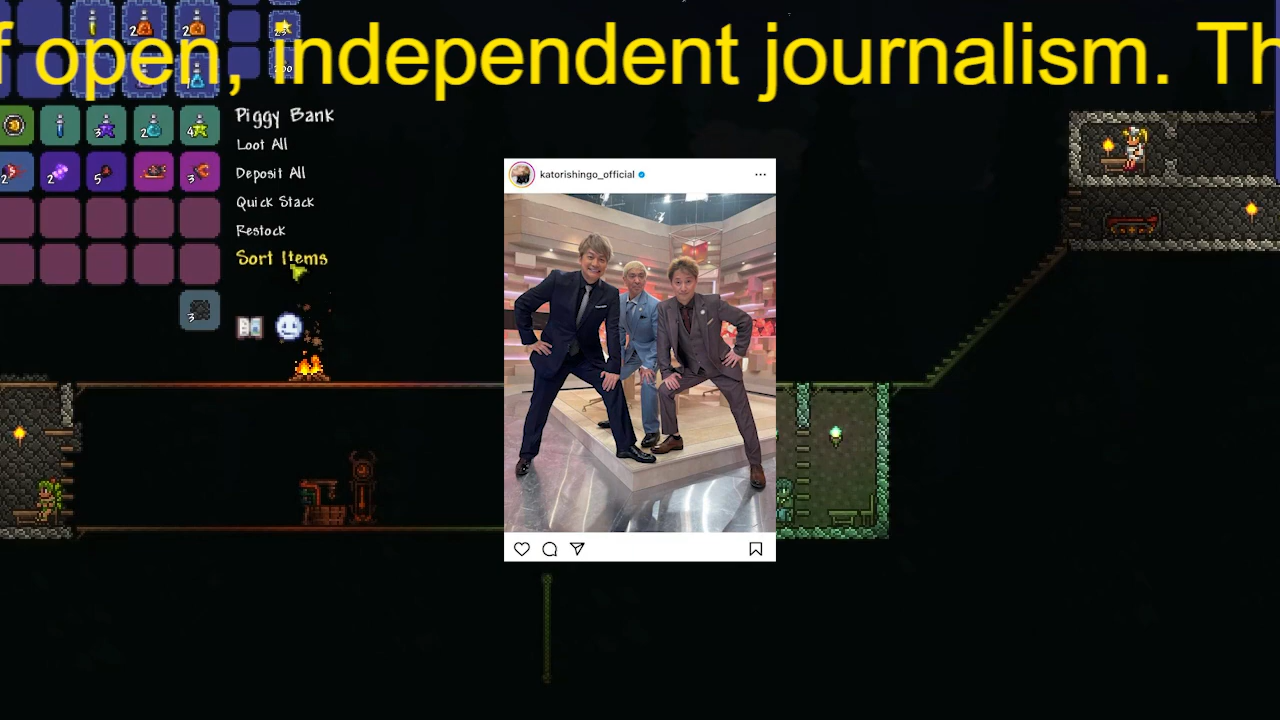 f open, independent journalism. Th
Piggy Bank
Loot All
Deposit All
Quick Stack
Restock
Sort Items
katorishingo_official